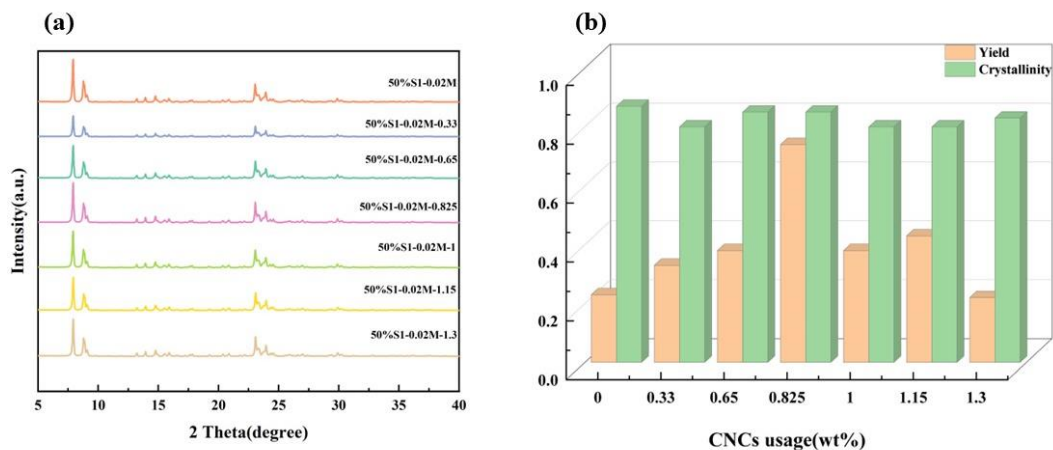 (a)
50%S1-0.02M
50%S1-0.02M-0.33
50%S1-0.02M-0.65
50%S1-0.02M-0.825
50%S1-0.02M-1
50%S1-0.02M-1.15
50%S1-0.02M-1.3
Intensity(a.u.)
5 10 15 20 25 30 35 40
2 Theta(degree)
(b)
Yield
Crystallinity
1.0
0.8
0.6
0.4
0.2
0.0
0 0.33 0.65 0.825 1 1.15 1.3
CNCs usage(wt%)